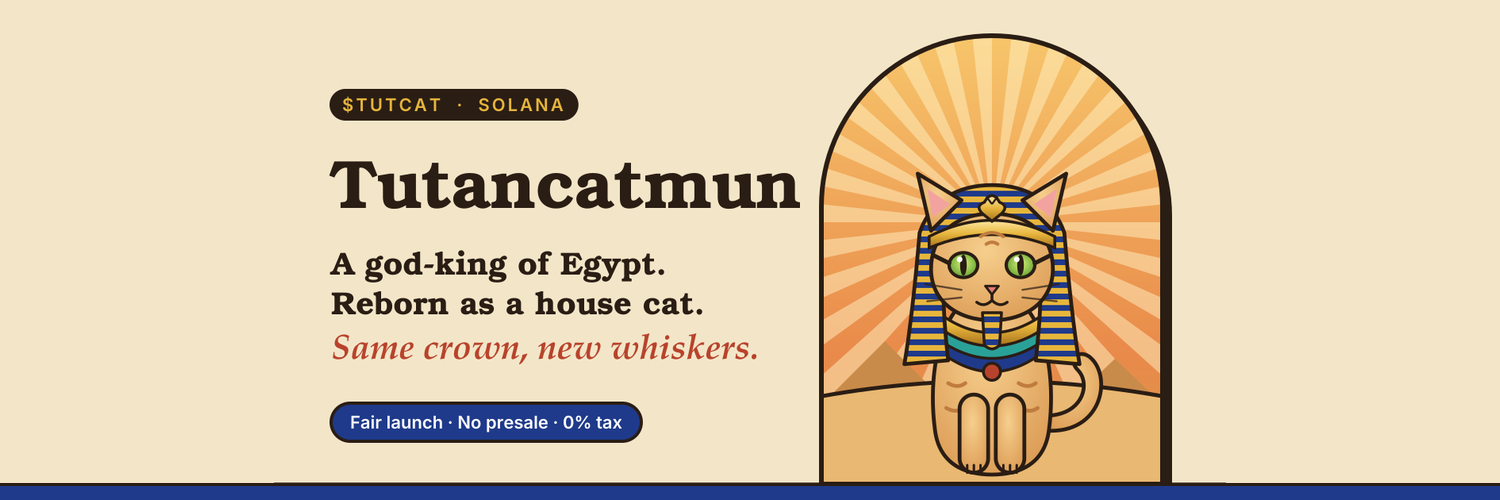 $TUTCAT · SOLANA
Tutancatmun
A god-king of Egypt.
Reborn as a house cat.
Same crown, new whiskers.
Fair launch · No presale · 0% tax